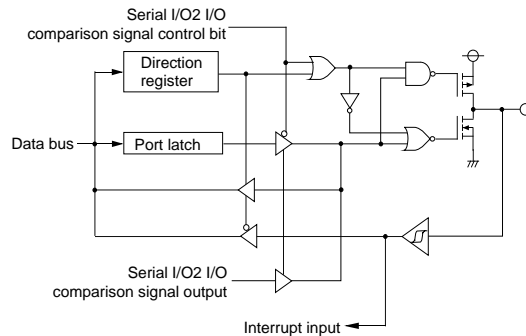 Serial I/O2 I/O
comparison signal control bit
Direction
register
Data bus
Port latch
Serial I/O2 I/O
comparison signal output
Interrupt input